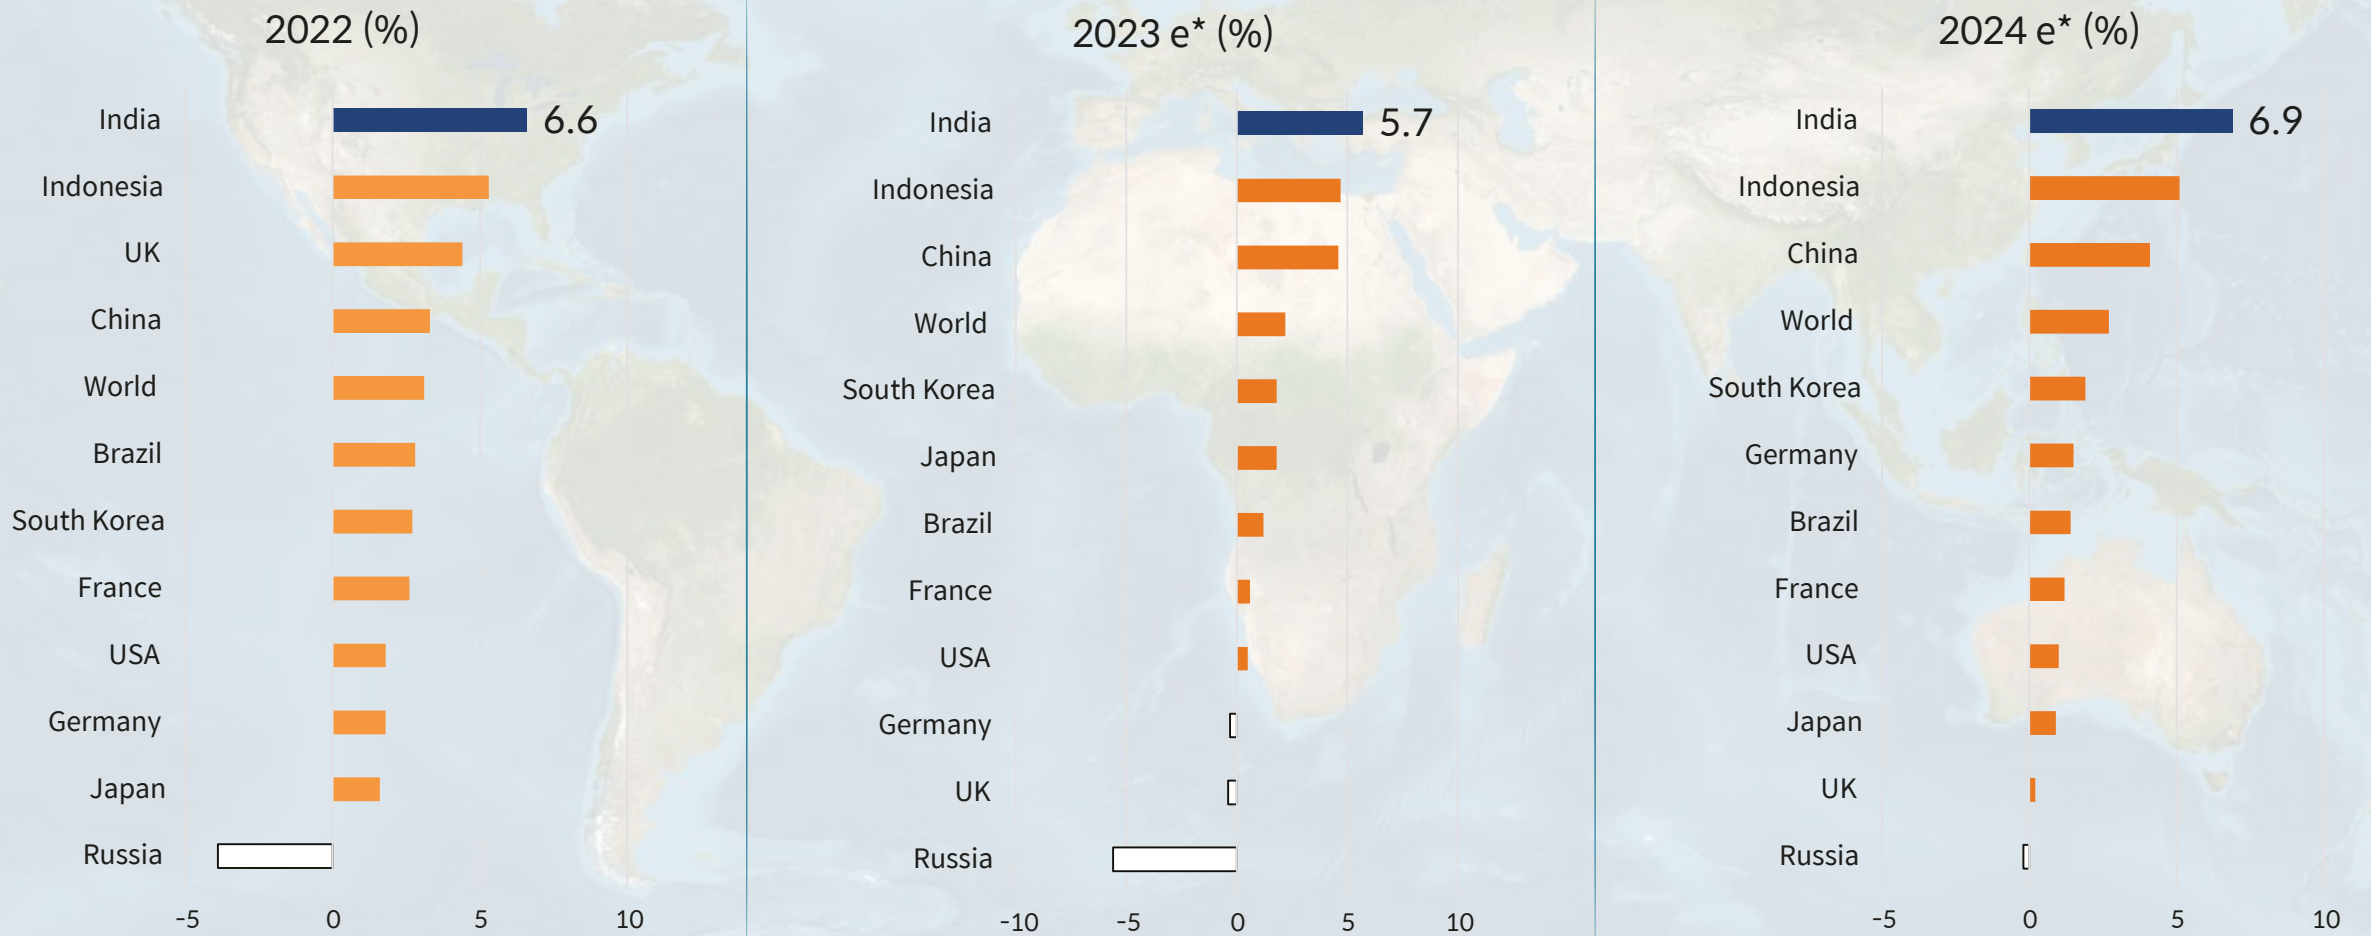 2022 (%)
India 6.6
Indonesia
UK
China
World
Brazil
South Korea
France
USA
Germany
Japan
Russia
-5 0 5 10
2023 e* (%)
India 5.7
Indonesia
China
World
South Korea
Japan
Brazil
France
USA
Germany
UK
Russia
-10 -5 0 5 10
2024 e* (%)
India 6.9
Indonesia
China
World
South Korea
Germany
Brazil
France
USA
Japan
UK
Russia
-5 0 5 10